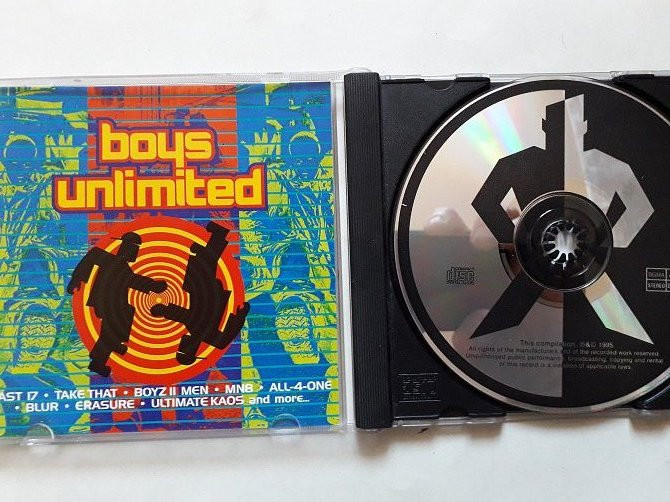 boys
unlimited
AST 17 • TAKE THAT • BOYZ II MEN • MN8 • ALL-4-ONE
• BLUR • ERASURE • ULTIMATE KAOS and more...
disc
STEREO
This compilation ℗&© 1995
All rights of the manufacturer and of the recorded work reserved.
Unauthorised public performance, broadcasting, copying and rental
of this record is a violation of applicable laws.